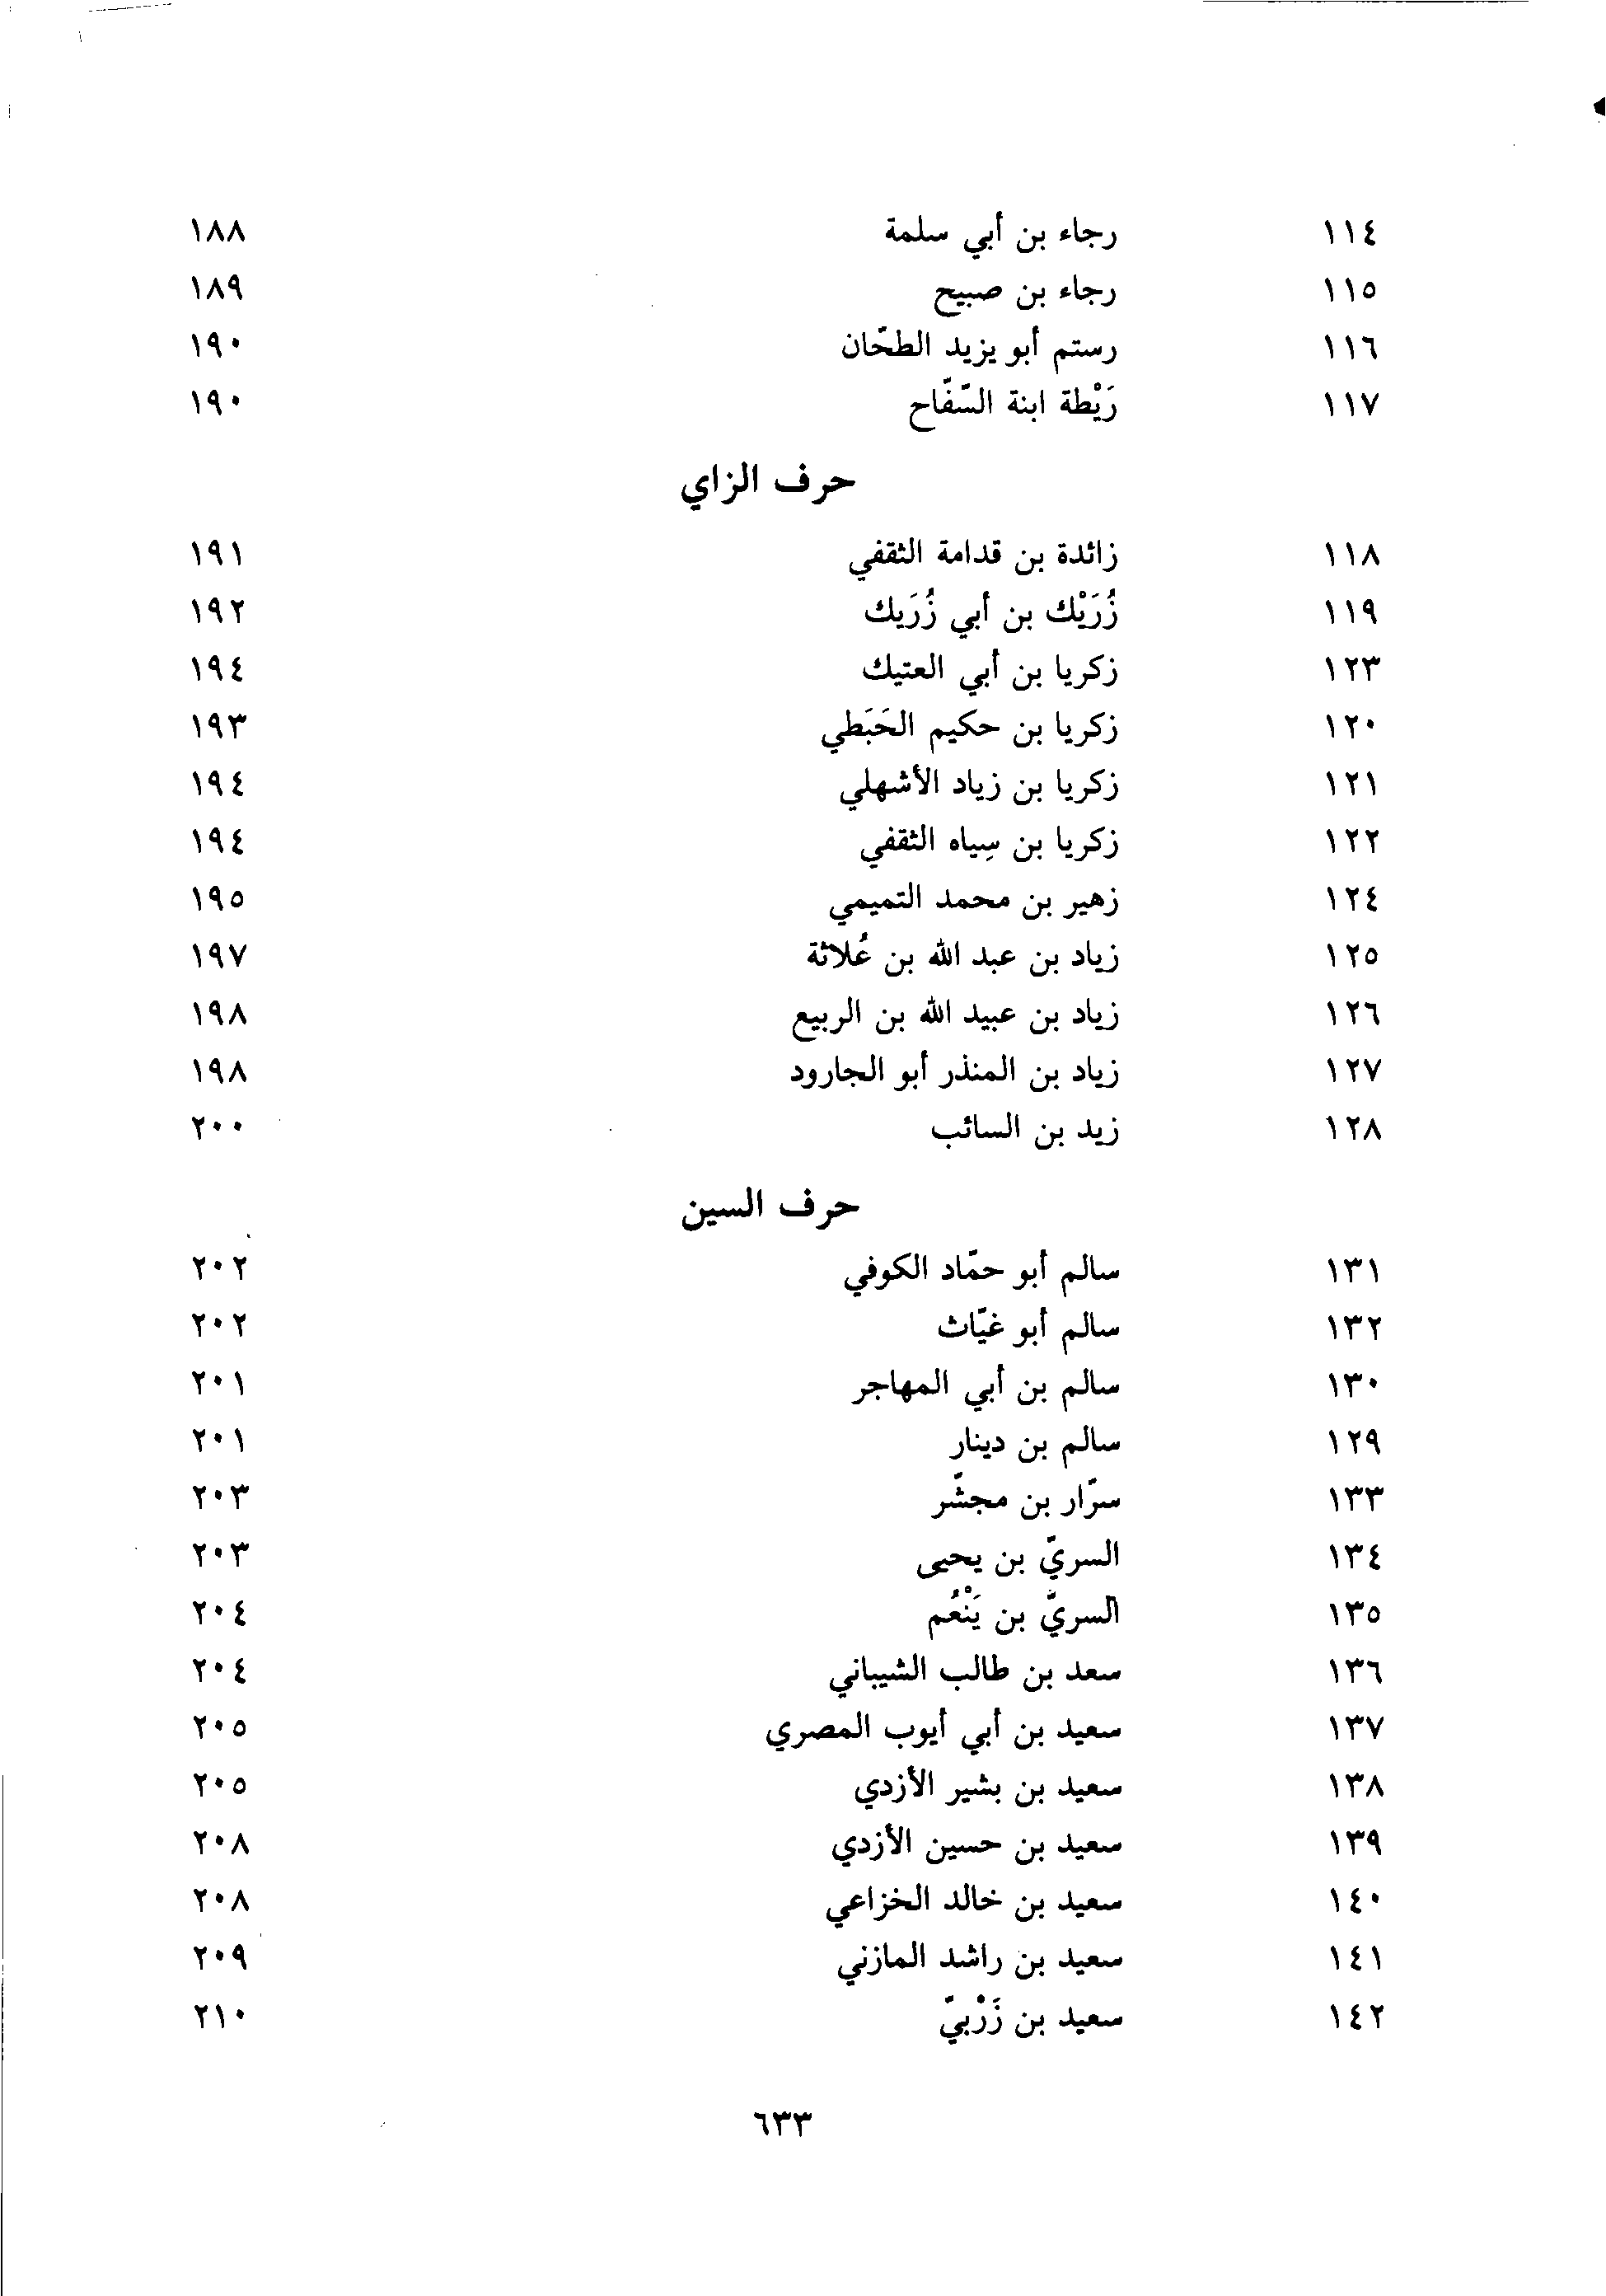 ١١٤ رجاء بن أبي سلمة ١٨٨
١١٥ رجاء بن صبيح ١٨٩
١١٦ رستم أبو يزيد الطحّان ١٩٠
١١٧ رَيْطة ابنة السّفّاح ١٩٠
حرف الزاي
١١٨ زائدة بن قدامة الثقفي ١٩١
١١٩ زُرَيْك بن أبي زُرَيك ١٩٢
١٢٣ زكريا بن أبي العتيك ١٩٤
١٢٠ زكريا بن حكيم الحَبَطي ١٩٣
١٢١ زكريا بن زياد الأشهلي ١٩٤
١٢٢ زكريا بن سِياه الثقفي ١٩٤
١٢٤ زهير بن محمد التميمي ١٩٥
١٢٥ زياد بن عبد الله بن عُلاثة ١٩٧
١٢٦ زياد بن عبيد الله بن الربيع ١٩٨
١٢٧ زياد بن المنذر أبو الجارود ١٩٨
١٢٨ زيد بن السائب ٢٠٠
حرف السين
١٣١ سالم أبو حمّاد الكوفي ٢٠٢
١٣٢ سالم أبو غيّاث ٢٠٢
١٣٠ سالم بن أبي المهاجر ٢٠١
١٢٩ سالم بن دينار ٢٠١
١٣٣ سرّار بن مجشّر ٢٠٣
١٣٤ السريّ بن يحيى ٢٠٣
١٣٥ السريّ بن يَنْعُم ٢٠٤
١٣٦ سعد بن طالب الشيباني ٢٠٤
١٣٧ سعيد بن أبي أيوب المصري ٢٠٥
١٣٨ سعيد بن بشير الأزدي ٢٠٥
١٣٩ سعيد بن حسين الأزدي ٢٠٨
١٤٠ سعيد بن خالد الخزاعي ٢٠٨
١٤١ سعيد بن راشد المازني ٢٠٩
١٤٢ سعيد بن زَرْبيّ ٢١٠
٦٣٣